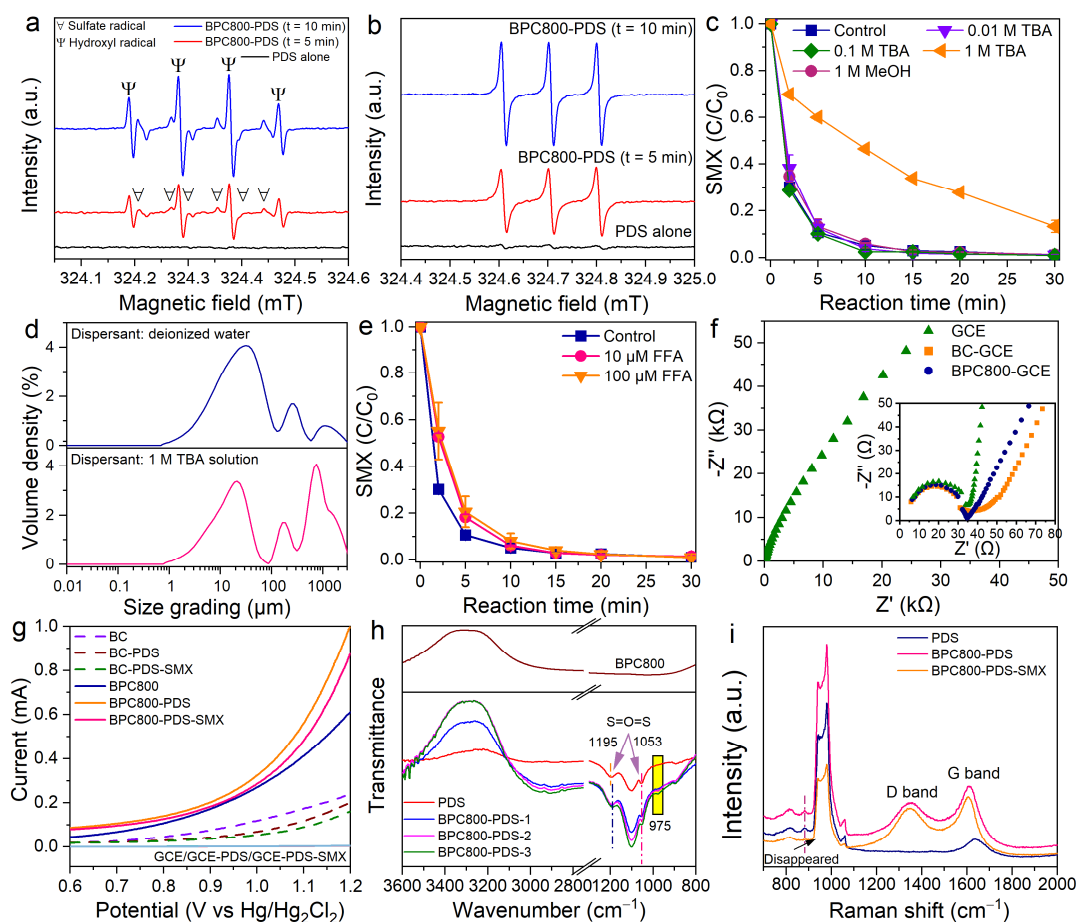 a
∀ Sulfate radical
Ψ Hydroxyl radical
BPC800-PDS (t = 10 min)
BPC800-PDS (t = 5 min)
PDS alone
Ψ Ψ Ψ Ψ
∀ ∀ ∀ ∀ ∀ ∀
Intensity (a.u.)
324.1 324.2 324.3 324.4 324.5 324.6
Magnetic field (mT)
b
BPC800-PDS (t = 10 min)
BPC800-PDS (t = 5 min)
PDS alone
Intensity (a.u.)
324.4 324.5 324.6 324.7 324.8 324.9 325.0
Magnetic field (mT)
c
Control
0.01 M TBA
0.1 M TBA
1 M TBA
1 M MeOH
SMX (C/C0)
1.0
0.8
0.6
0.4
0.2
0.0
0 5 10 15 20 25 30
Reaction time (min)
d
Dispersant: deionized water
Dispersant: 1 M TBA solution
Volume density (%)
4
2
0
4
2
0
0.01 0.1 1 10 100 1000
Size grading (μm)
e
Control
10 μM FFA
100 μM FFA
SMX (C/C0)
1.0
0.8
0.6
0.4
0.2
0.0
0 5 10 15 20 25 30
Reaction time (min)
f
GCE
BC-GCE
BPC800-GCE
-Z'' (kΩ)
50
40
30
20
10
0
0 10 20 30 40 50
Z' (kΩ)
-Z'' (Ω)
50
40
30
20
10
0
0 10 20 30 40 50 60 70 80
Z' (Ω)
g
BC
BC-PDS
BC-PDS-SMX
BPC800
BPC800-PDS
BPC800-PDS-SMX
GCE/GCE-PDS/GCE-PDS-SMX
Current (mA)
1.0
0.8
0.6
0.4
0.2
0.0
0.6 0.7 0.8 0.9 1.0 1.1 1.2
Potential (V vs Hg/Hg2Cl2)
h
BPC800
S=O=S
1195 1053
975
PDS
BPC800-PDS-1
BPC800-PDS-2
BPC800-PDS-3
Transmittance
3600 3400 3200 3000 2800 1200 1000 800
Wavenumber (cm−1)
i
PDS
BPC800-PDS
BPC800-PDS-SMX
G band
D band
Disappeared
Intensity (a.u.)
800 1000 1200 1400 1600 1800 2000
Raman shift (cm−1)